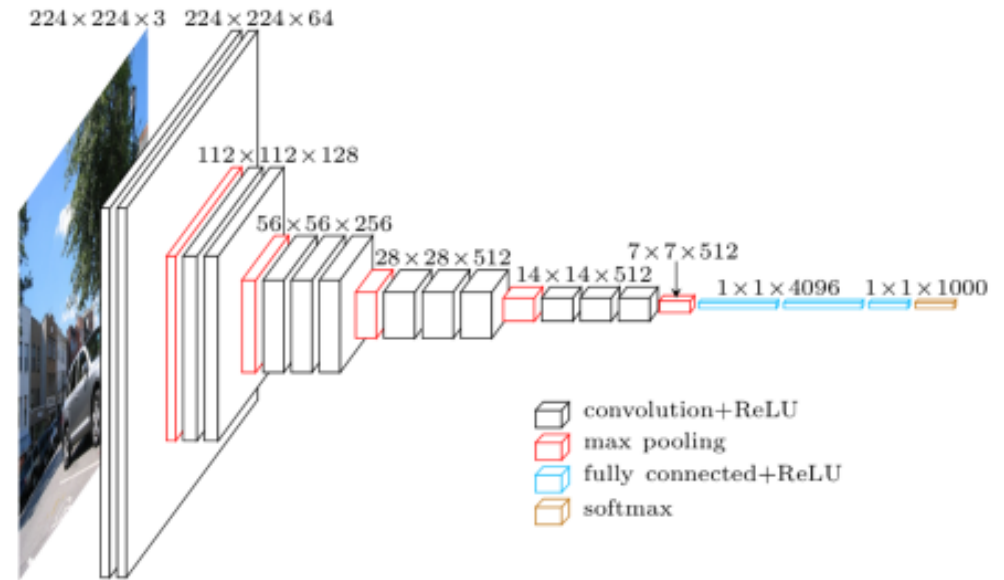 224×224×3
224×224×64
112×112×128
56×56×256
28×28×512
14×14×512
7×7×512
1×1×4096
1×1×1000
convolution+ReLU
max pooling
fully connected+ReLU
softmax